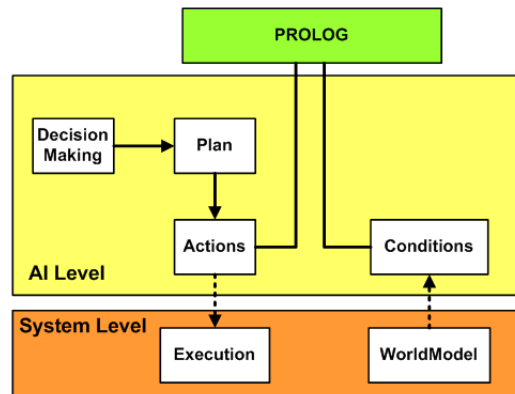 PROLOG
Decision
Making
Plan
Actions
Conditions
AI Level
System Level
Execution
WorldModel